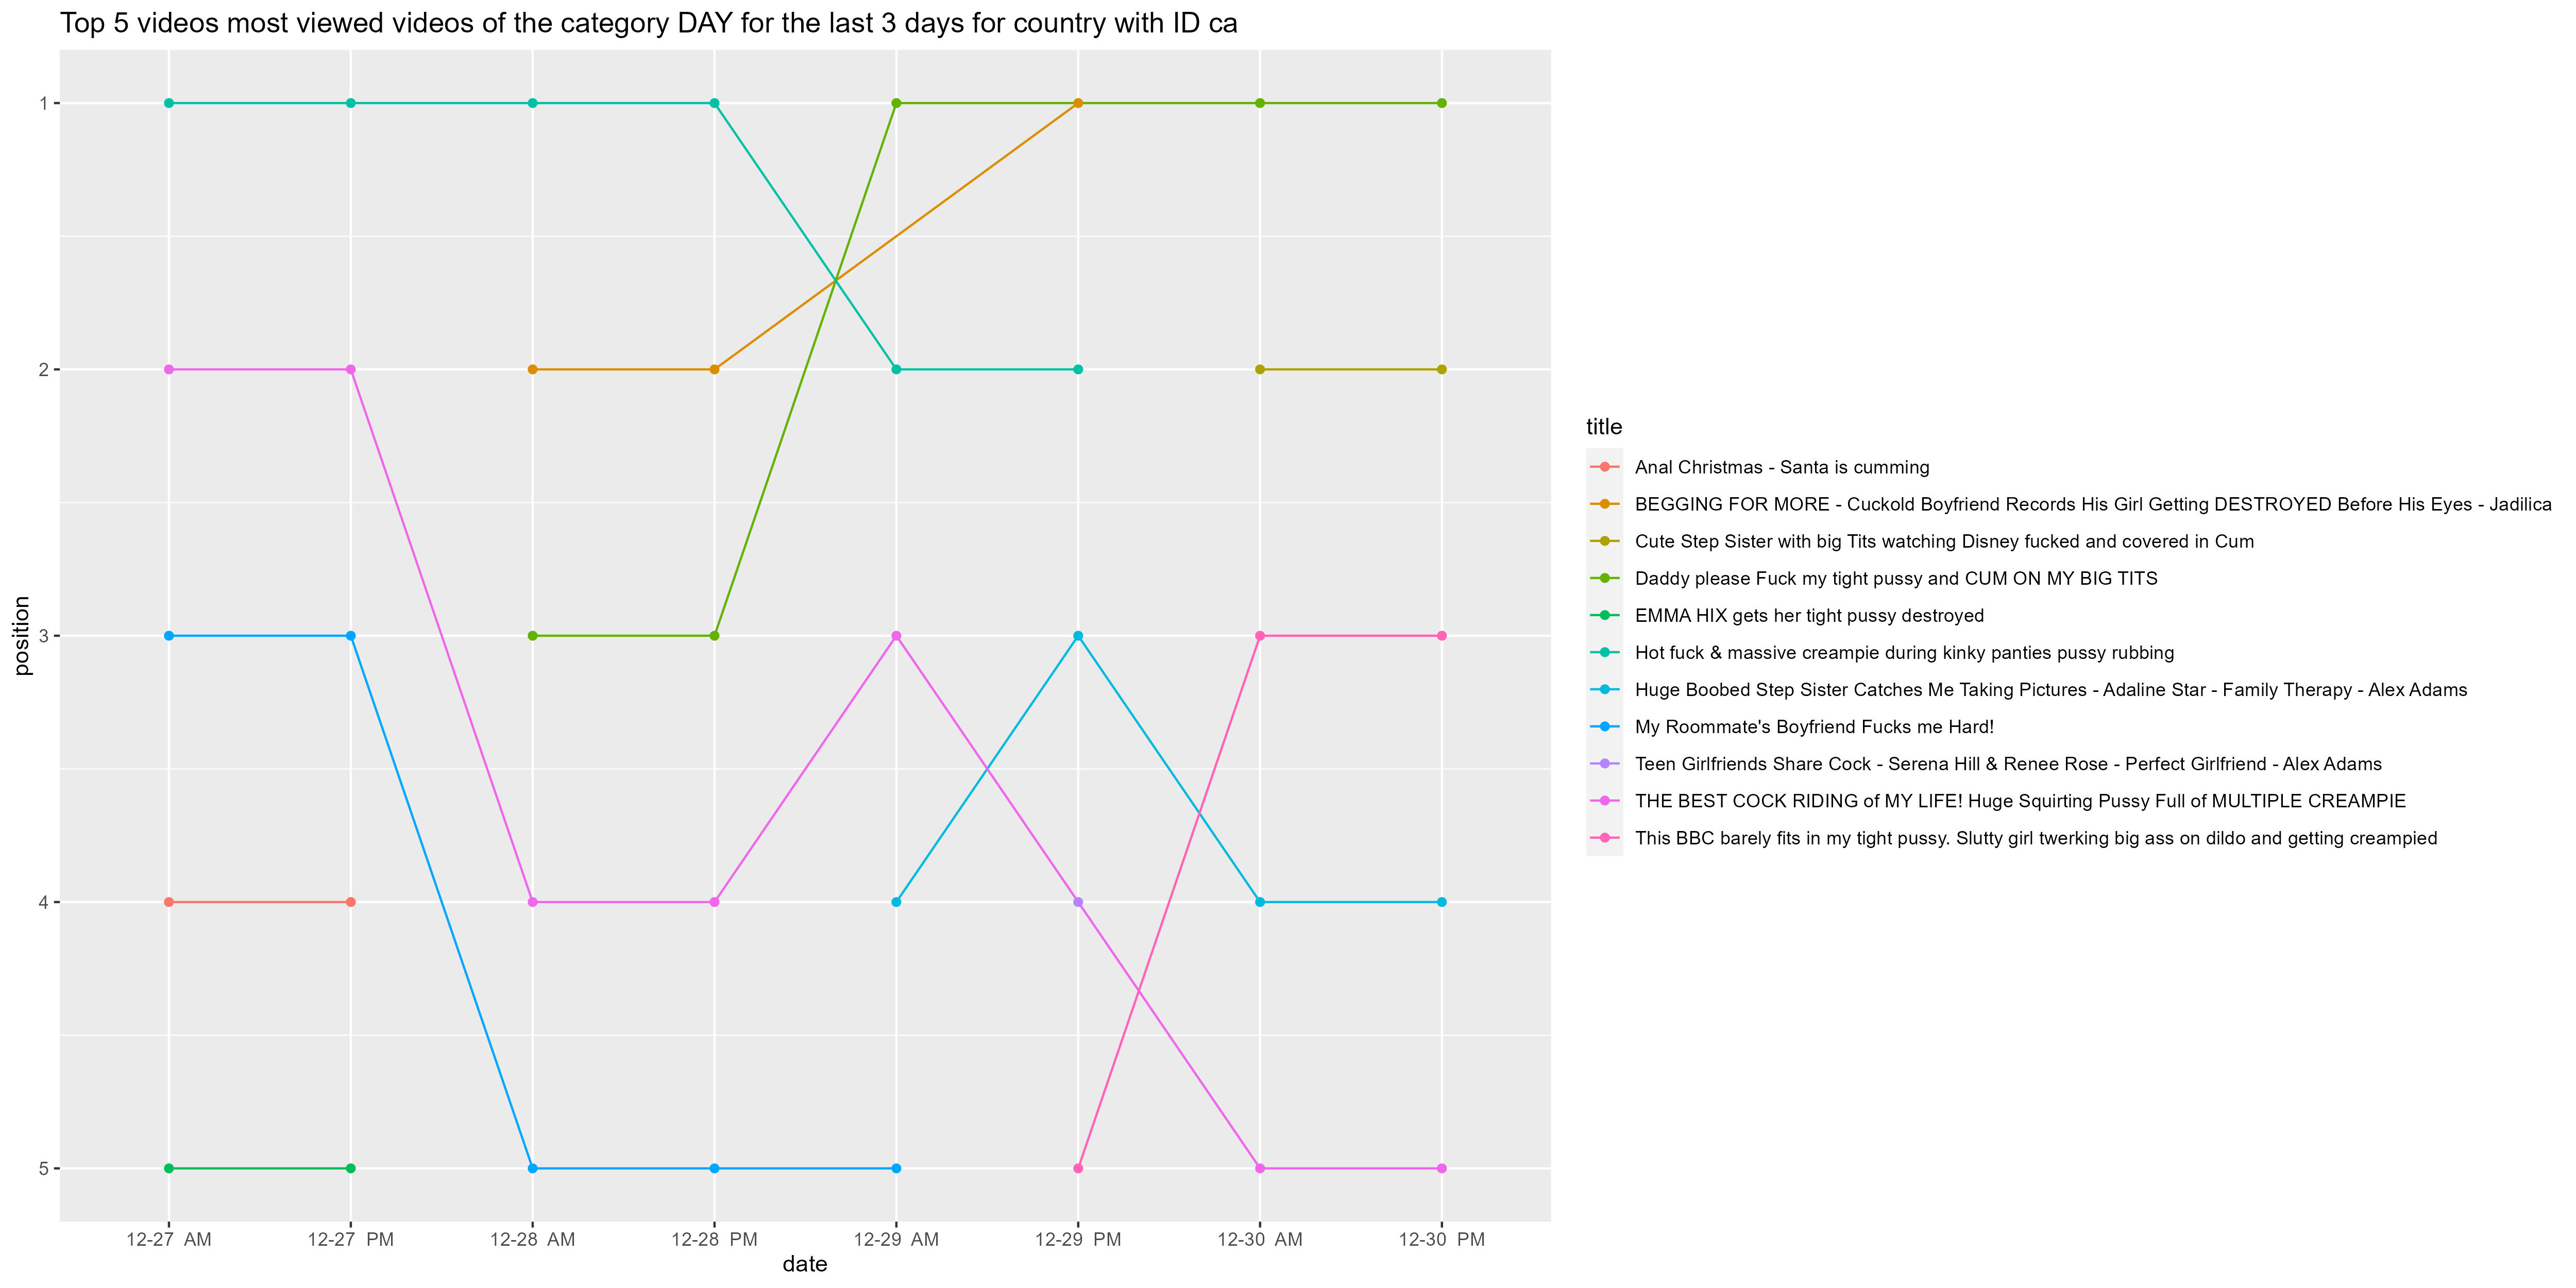 Top 5 videos most viewed videos of the category DAY for the last 3 days for country with ID ca
position
1
2
3
4
5
12-27 AM
12-27 PM
12-28 AM
12-28 PM
12-29 AM
12-29 PM
12-30 AM
12-30 PM
date
title
Anal Christmas - Santa is cumming
BEGGING FOR MORE - Cuckold Boyfriend Records His Girl Getting DESTROYED Before His Eyes - Jadilica
Cute Step Sister with big Tits watching Disney fucked and covered in Cum
Daddy please Fuck my tight pussy and CUM ON MY BIG TITS
EMMA HIX gets her tight pussy destroyed
Hot fuck & massive creampie during kinky panties pussy rubbing
Huge Boobed Step Sister Catches Me Taking Pictures - Adaline Star - Family Therapy - Alex Adams
My Roommate's Boyfriend Fucks me Hard!
Teen Girlfriends Share Cock - Serena Hill & Renee Rose - Perfect Girlfriend - Alex Adams
THE BEST COCK RIDING of MY LIFE! Huge Squirting Pussy Full of MULTIPLE CREAMPIE
This BBC barely fits in my tight pussy. Slutty girl twerking big ass on dildo and getting creampied